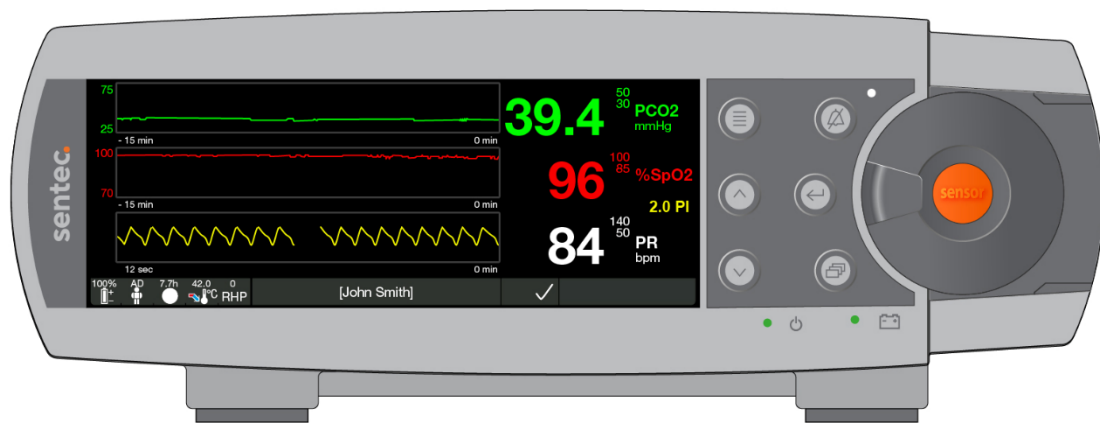 sentec.
75
25
- 15 min
0 min
39.4
50
30
PCO2
mmHg
100
70
- 15 min
0 min
96
100
85
%SpO2
2.0 PI
12 sec
0 min
84
140
50
PR
bpm
100%
AD
7.7h
42.0
°C
0
RHP
[John Smith]
sensor